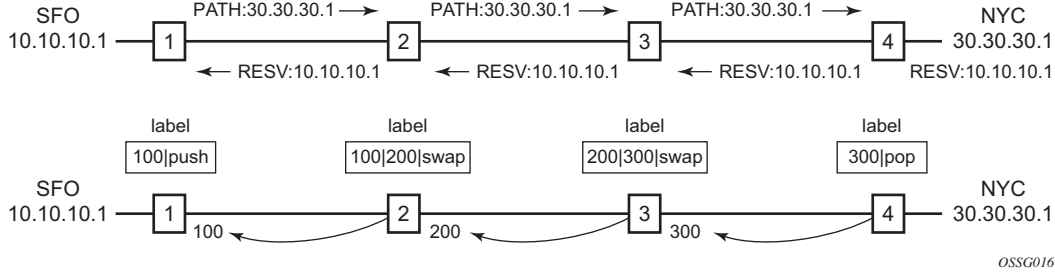 SFO
10.10.10.1
PATH:30.30.30.1
PATH:30.30.30.1
PATH:30.30.30.1
NYC
30.30.30.1
1
2
3
4
RESV:10.10.10.1
RESV:10.10.10.1
RESV:10.10.10.1
RESV:10.10.10.1
label
label
label
label
100|push
100|200|swap
200|300|swap
300|pop
SFO
10.10.10.1
1
2
3
4
NYC
30.30.30.1
100
200
300
OSSG016